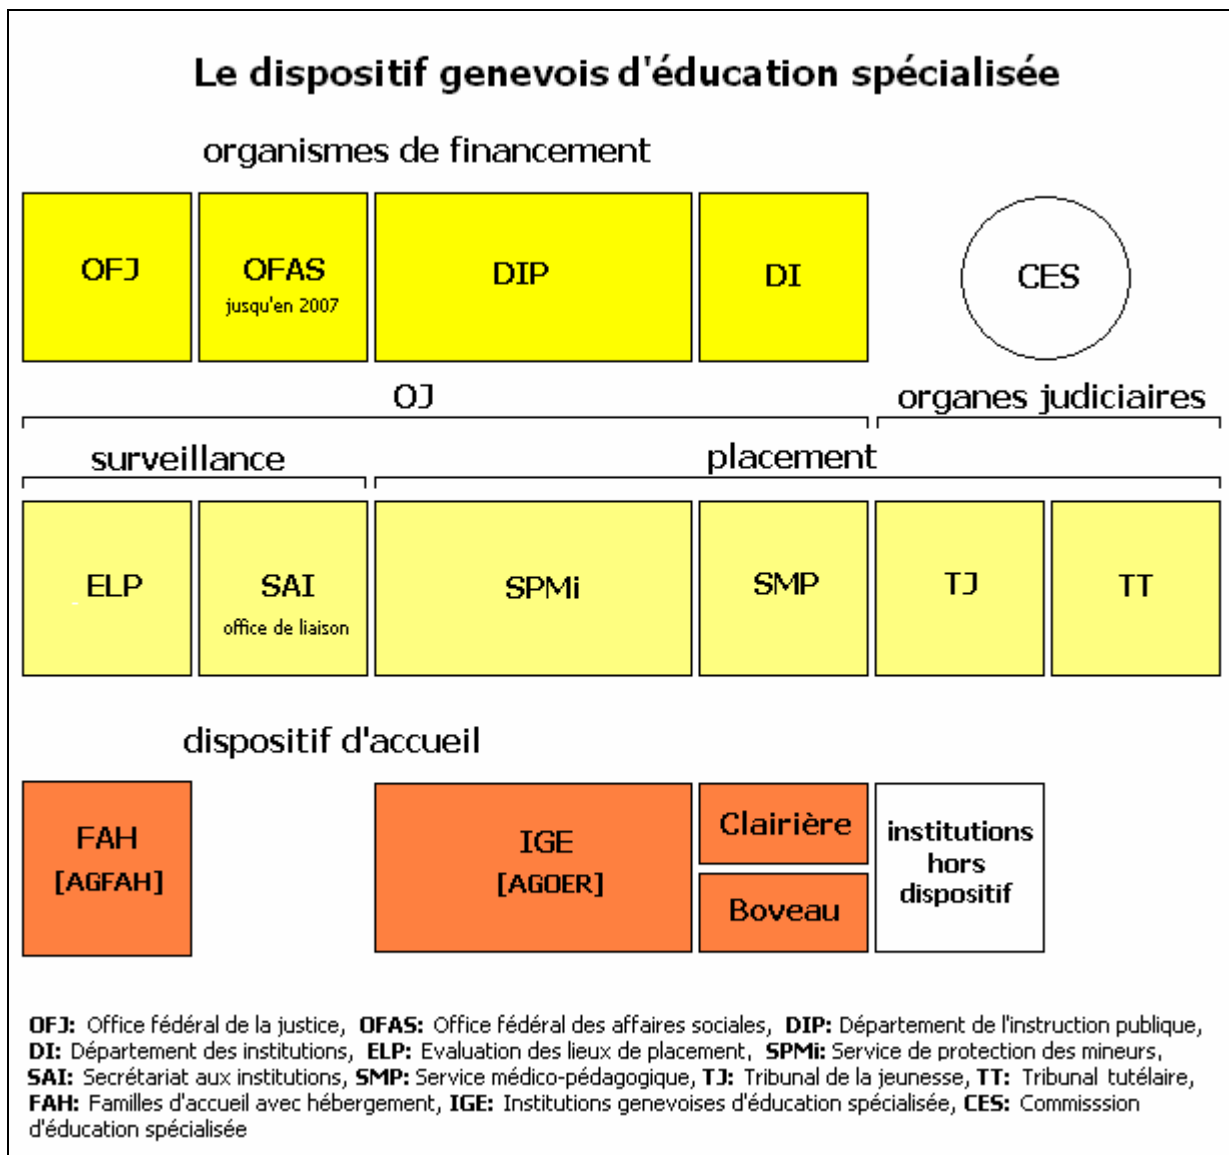 Le dispositif genevois d'éducation spécialisée
organismes de financement
OFJ
OFAS
jusqu'en 2007
DIP
DI
CES
OJ
organes judiciaires
surveillance
placement
ELP
SAI
office de liaison
SPMi
SMP
TJ
TT
dispositif d'accueil
FAH
[AGFAH]
IGE
[AGOER]
Clairière
Boveau
institutions
hors
dispositif
OFJ: Office fédéral de la justice, OFAS: Office fédéral des affaires sociales, DIP: Département de l'instruction publique,
DI: Département des institutions, ELP: Evaluation des lieux de placement, SPMi: Service de protection des mineurs,
SAI: Secrétariat aux institutions, SMP: Service médico-pédagogique, TJ: Tribunal de la jeunesse, TT: Tribunal tutélaire,
FAH: Familles d'accueil avec hébergement, IGE: Institutions genevoises d'éducation spécialisée, CES: Commisssion
d'éducation spécialisée